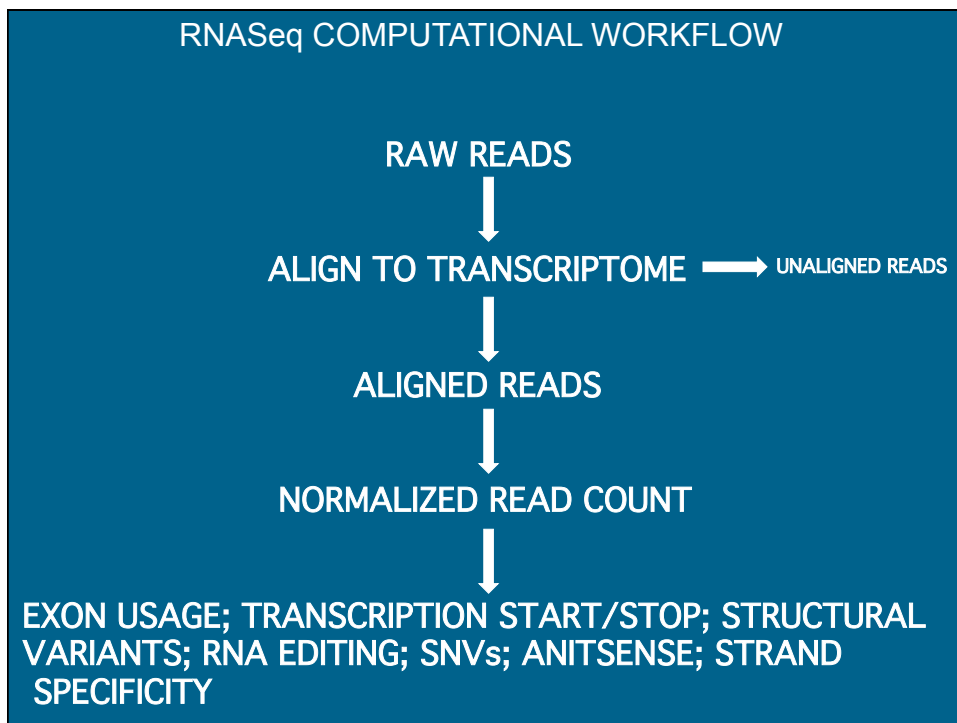 RNASeq COMPUTATIONAL WORKFLOW
RAW READS
ALIGN TO TRANSCRIPTOME
UNALIGNED READS
ALIGNED READS
NORMALIZED READ COUNT
EXON USAGE; TRANSCRIPTION START/STOP; STRUCTURAL
VARIANTS; RNA EDITING; SNVs; ANITSENSE; STRAND
SPECIFICITY